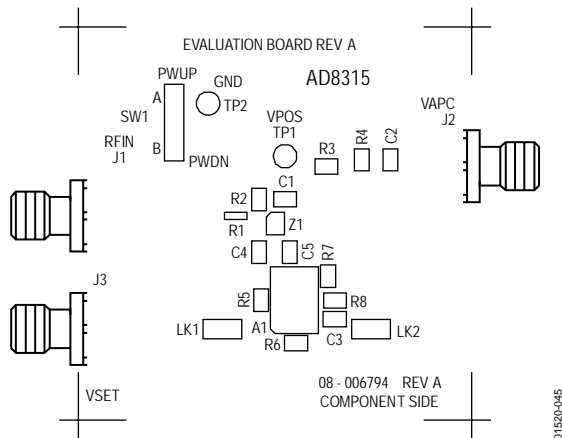 EVALUATION BOARD REV A
PWUP
GND
AD8315
A
TP2
SW1
VPOS
TP1
VAPC
J2
RFIN
J1
B
PWDN
R3
R4
C2
C1
R2
R1
Z1
C4
C5
R7
J3
R5
R8
LK1
A1
C3
LK2
R6
VSET
08-006794 REV A
COMPONENT SIDE
01520-045